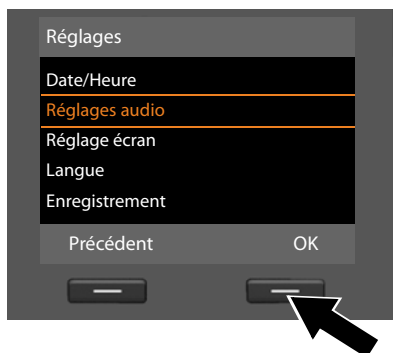 Réglages
Date/Heure
Réglages audio
Réglage écran
Langue
Enregistrement
Précédent OK